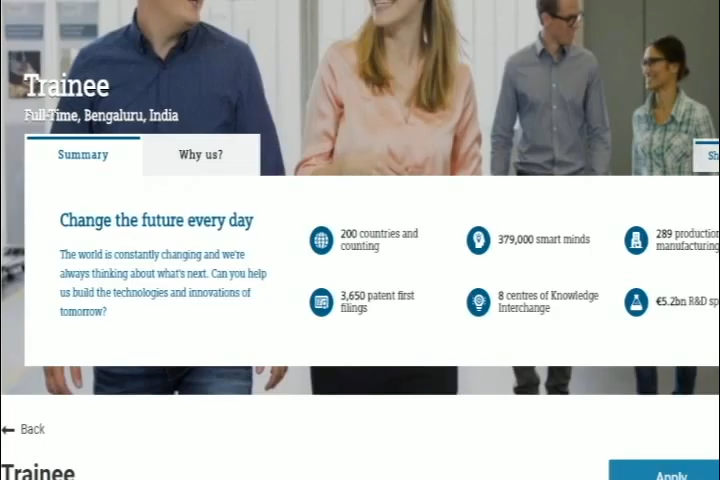 Trainee
Full-Time, Bengaluru, India
Summary
Why us?
Sh
Change the future every day
The world is constantly changing and we're
always thinking about what's next. Can you help
us build the technologies and innovations of
tomorrow?
200 countries and
counting
379,000 smart minds
289 production
manufacturing
3,650 patent first
filings
8 centres of Knowledge
Interchange
€5.2bn R&D sp
Back
Trainee
Apply